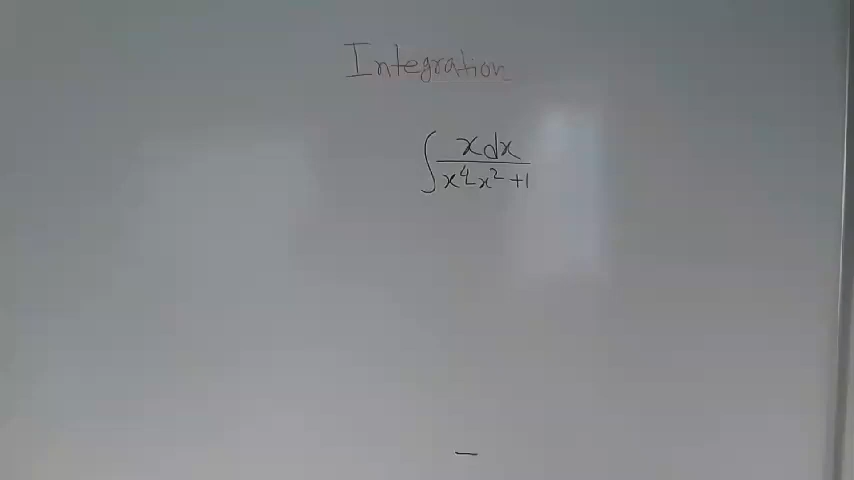 Integration
∫ xdx / x⁴-x²+1